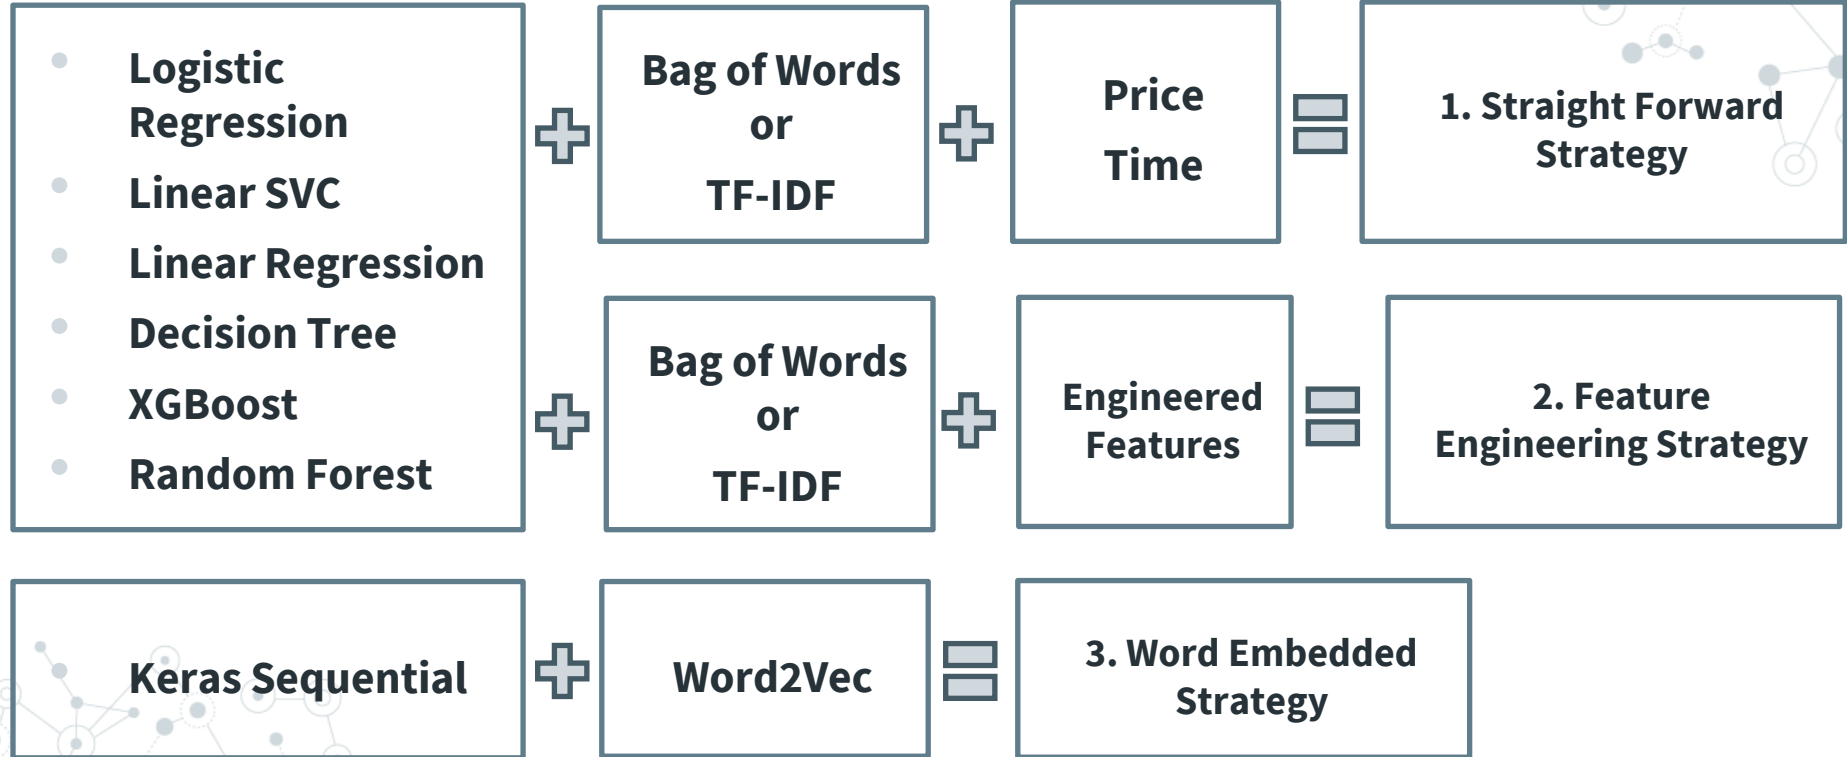 Logistic
Regression
Linear SVC
Linear Regression
Decision Tree
XGBoost
Random Forest
Bag of Words
or
TF-IDF
Price
Time
1. Straight Forward
Strategy
Bag of Words
or
TF-IDF
Engineered
Features
2. Feature
Engineering Strategy
Keras Sequential
Word2Vec
3. Word Embedded
Strategy